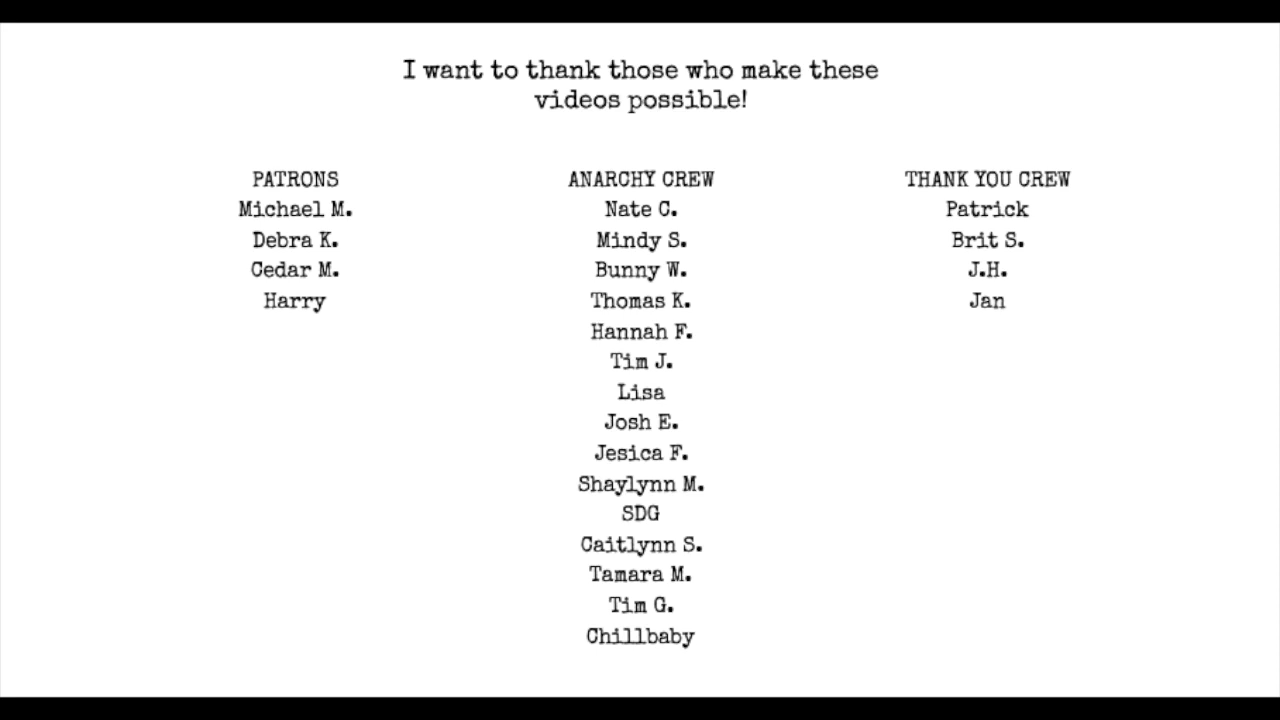 I want to thank those who make these
videos possible!
PATRONS
Michael M.
Debra K.
Cedar M.
Harry
ANARCHY CREW
Nate C.
Mindy S.
Bunny W.
Thomas K.
Hannah F.
Tim J.
Lisa
Josh E.
Jesica F.
Shaylynn M.
SDG
Caitlynn S.
Tamara M.
Tim G.
Chillbaby
THANK YOU CREW
Patrick
Brit S.
J.H.
Jan